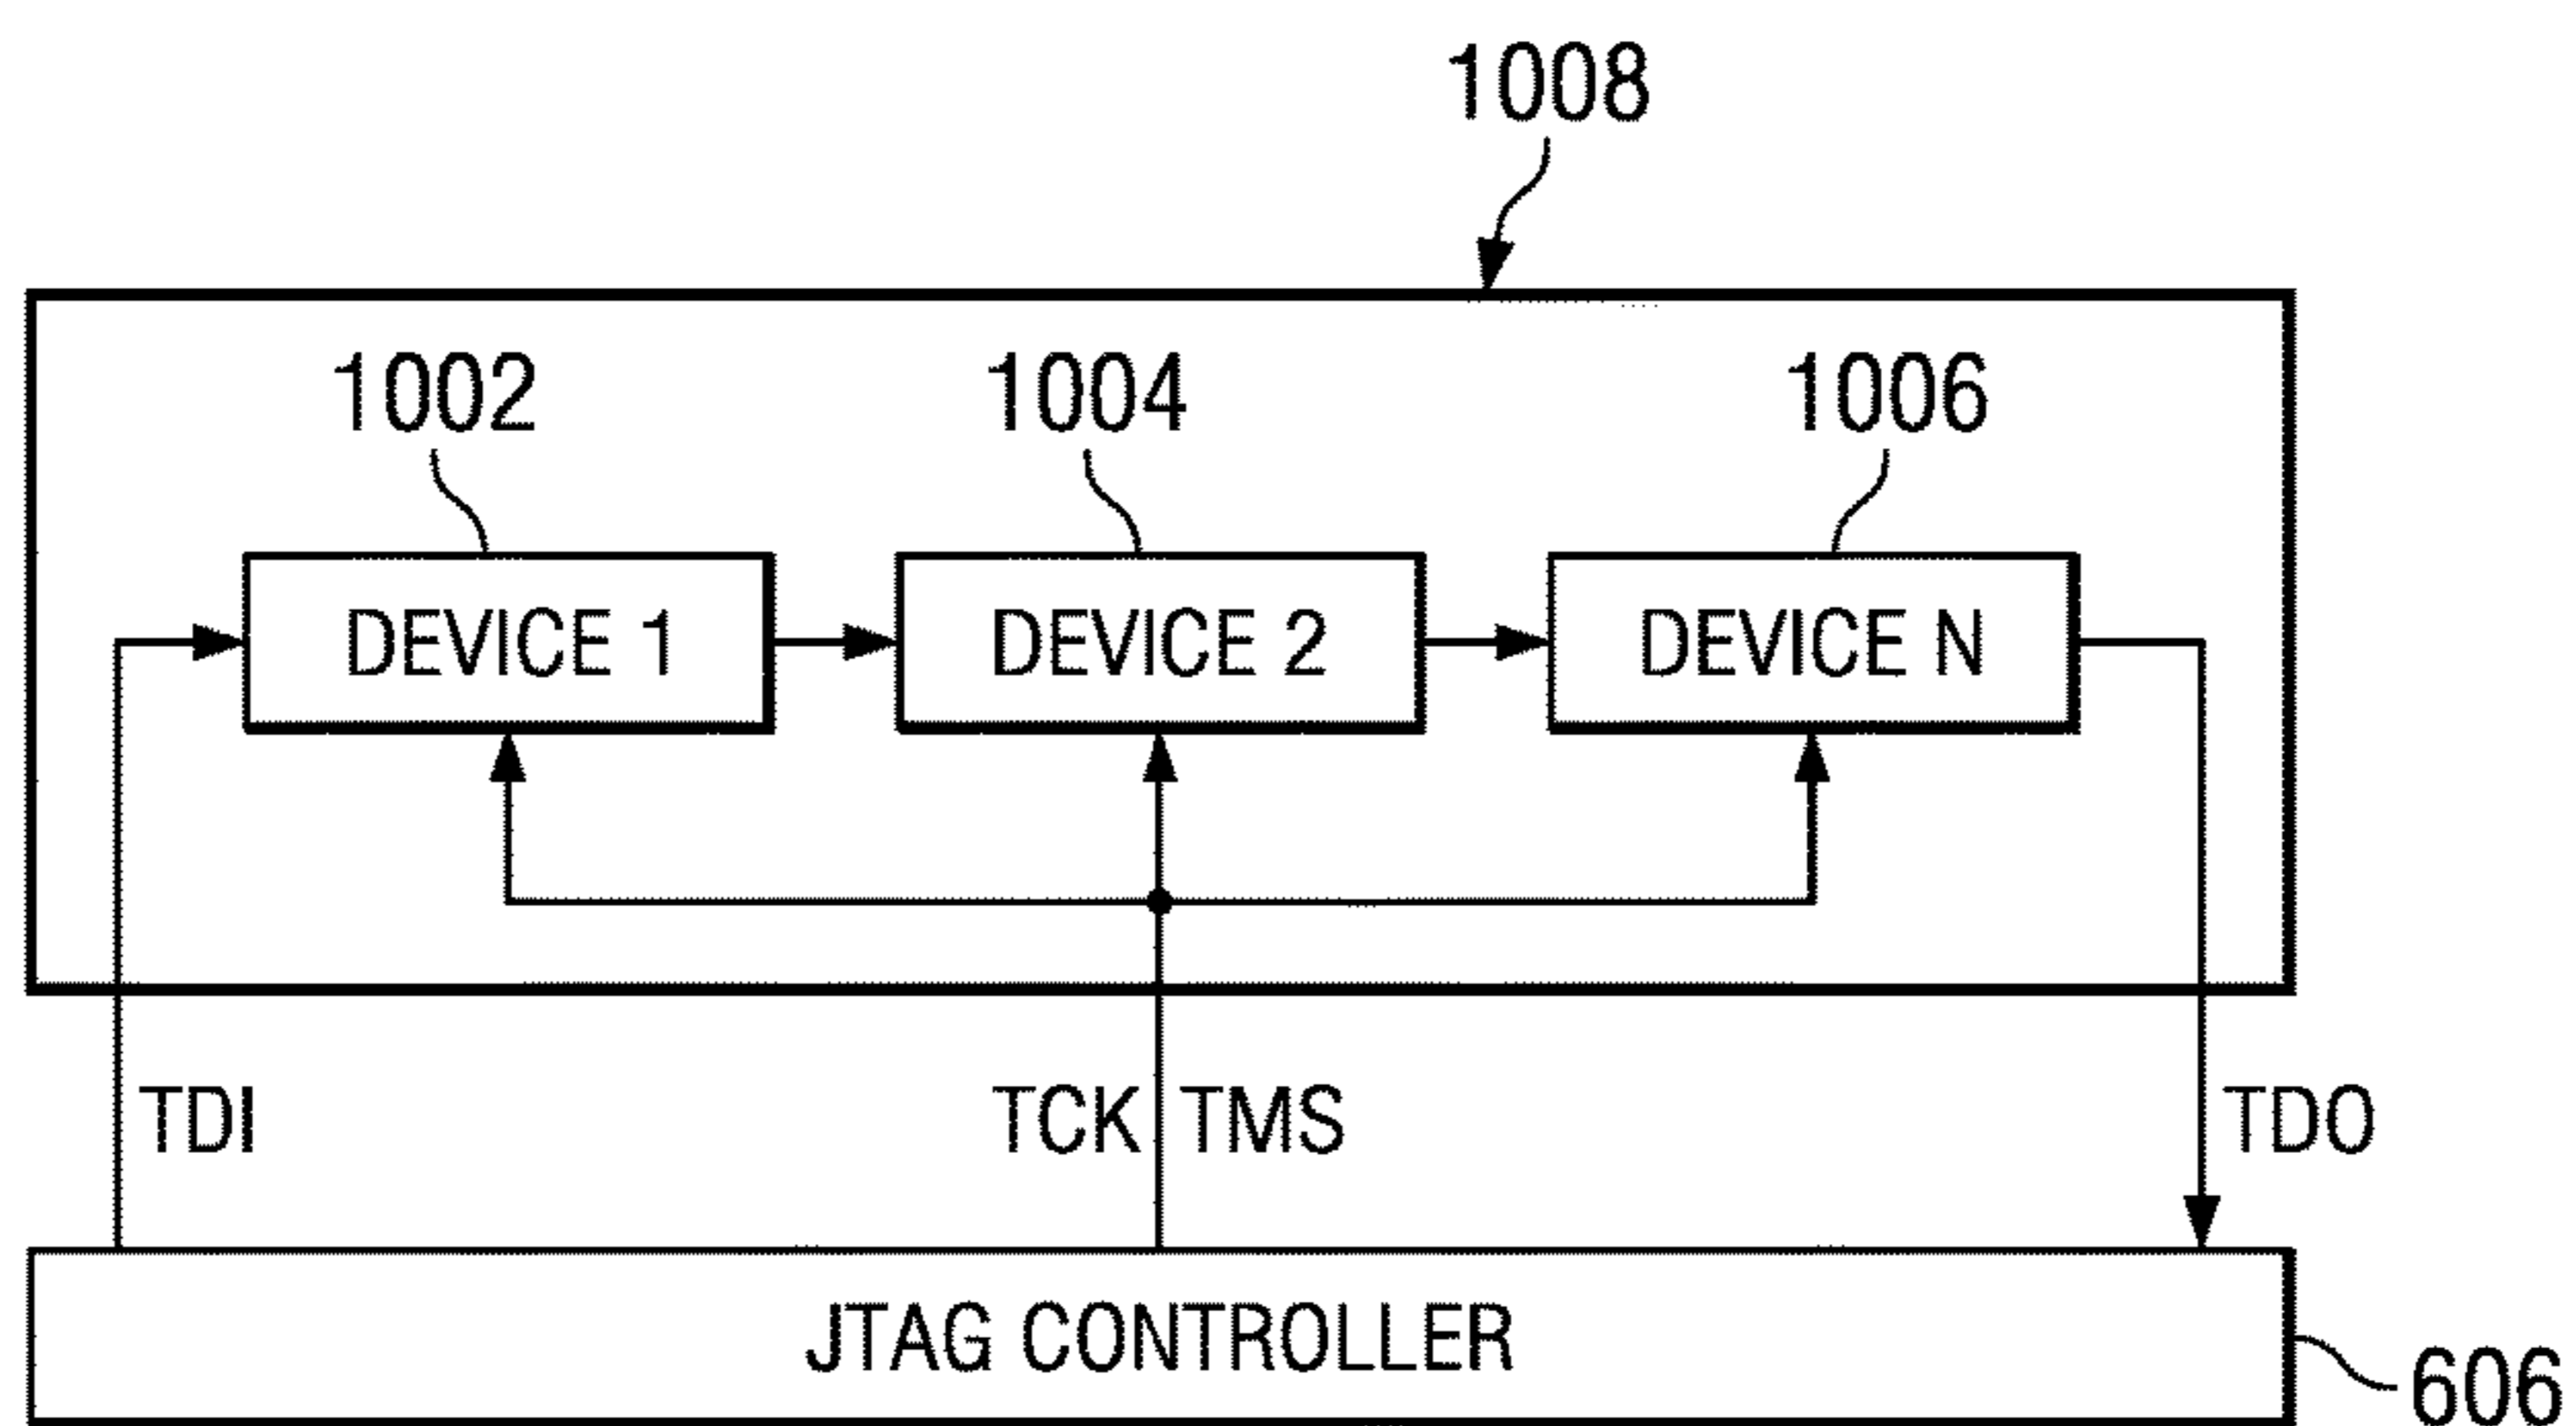 1008
1002 1004 1006
DEVICE 1 DEVICE 2 DEVICE N
TDI TCK TMS TDO
JTAG CONTROLLER
606